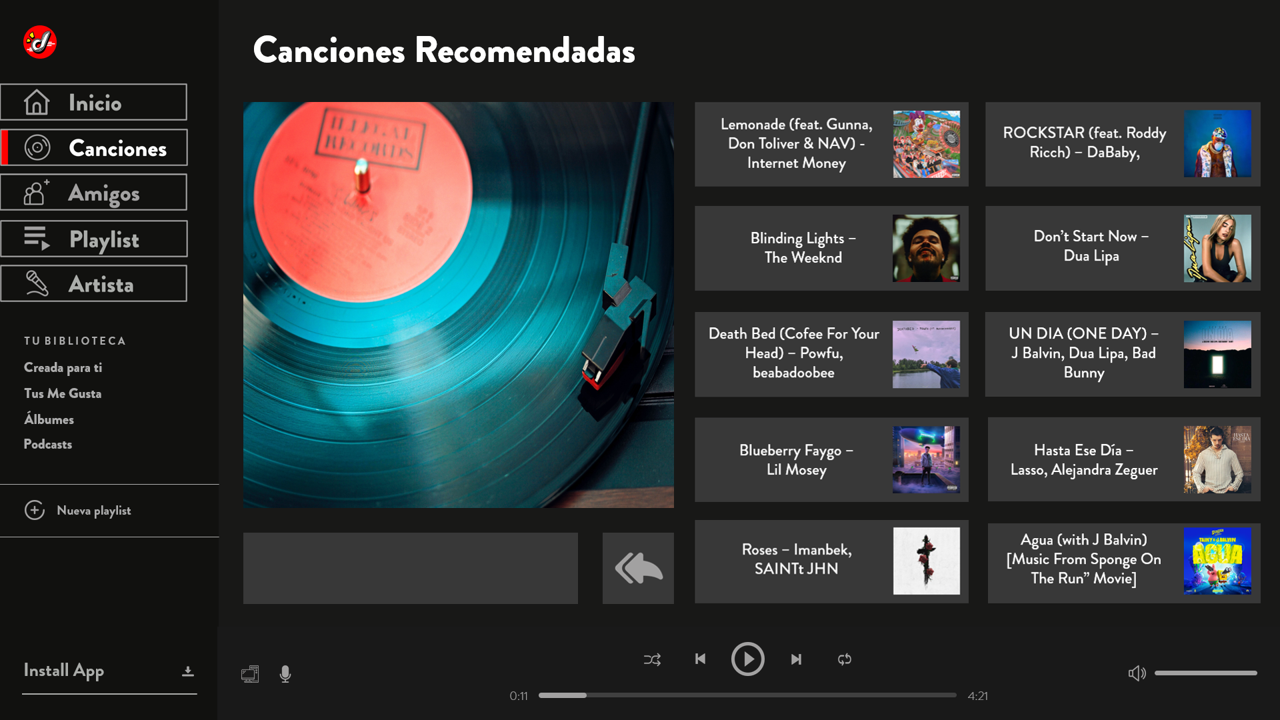 Canciones Recomendadas
Inicio
Canciones
Amigos
Playlist
Artista
TU BIBLIOTECA
Creada para ti
Tus Me Gusta
Álbumes
Podcasts
Nueva playlist
Install App
ILLEGAL
RECORDS
Lemonade (feat. Gunna,
Don Toliver & NAV) -
Internet Money
ROCKSTAR (feat. Roddy
Ricch) – DaBaby,
Blinding Lights –
The Weeknd
Don't Start Now –
Dua Lipa
Dua Lipa
Death Bed (Cofee For Your
Head) – Powfu,
beabadoobee
UN DIA (ONE DAY) –
J Balvin, Dua Lipa, Bad
Bunny
Blueberry Faygo –
Lil Mosey
Hasta Ese Día –
Lasso, Alejandra Zeguer
Roses – Imanbek,
SAINTt JHN
Agua (with J Balvin)
[Music From Sponge On
The Run” Movie]
AGUA
0:11
4:21